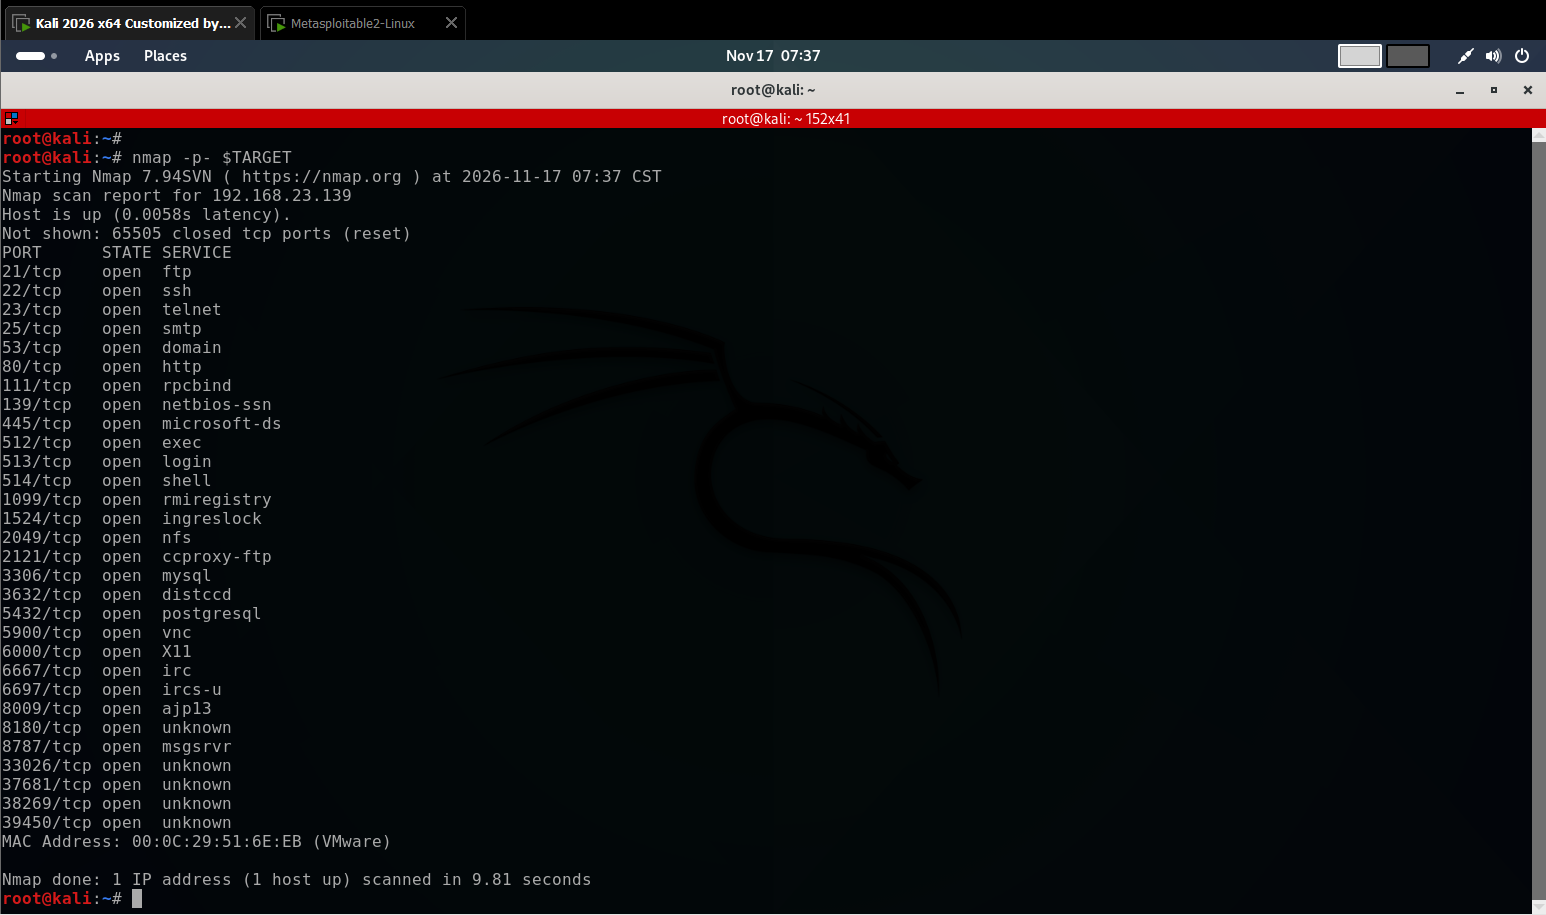 Kali 2026 x64 Customized by...
Metasploitable2-Linux
Apps Places Nov 17 07:37
root@kali: ~
root@kali: ~ 152x41
root@kali:~#
root@kali:~# nmap -p- $TARGET
Starting Nmap 7.94SVN ( https://nmap.org ) at 2026-11-17 07:37 CST
Nmap scan report for 192.168.23.139
Host is up (0.0058s latency).
Not shown: 65505 closed tcp ports (reset)
PORT      STATE SERVICE
21/tcp    open  ftp
22/tcp    open  ssh
23/tcp    open  telnet
25/tcp    open  smtp
53/tcp    open  domain
80/tcp    open  http
111/tcp   open  rpcbind
139/tcp   open  netbios-ssn
445/tcp   open  microsoft-ds
512/tcp   open  exec
513/tcp   open  login
514/tcp   open  shell
1099/tcp  open  rmiregistry
1524/tcp  open  ingreslock
2049/tcp  open  nfs
2121/tcp  open  ccproxy-ftp
3306/tcp  open  mysql
3632/tcp  open  distccd
5432/tcp  open  postgresql
5900/tcp  open  vnc
6000/tcp  open  X11
6667/tcp  open  irc
6697/tcp  open  ircs-u
8009/tcp  open  ajp13
8180/tcp  open  unknown
8787/tcp  open  msgsrvr
33026/tcp open  unknown
37681/tcp open  unknown
38269/tcp open  unknown
39450/tcp open  unknown
MAC Address: 00:0C:29:51:6E:EB (VMware)
Nmap done: 1 IP address (1 host up) scanned in 9.81 seconds
root@kali:~#